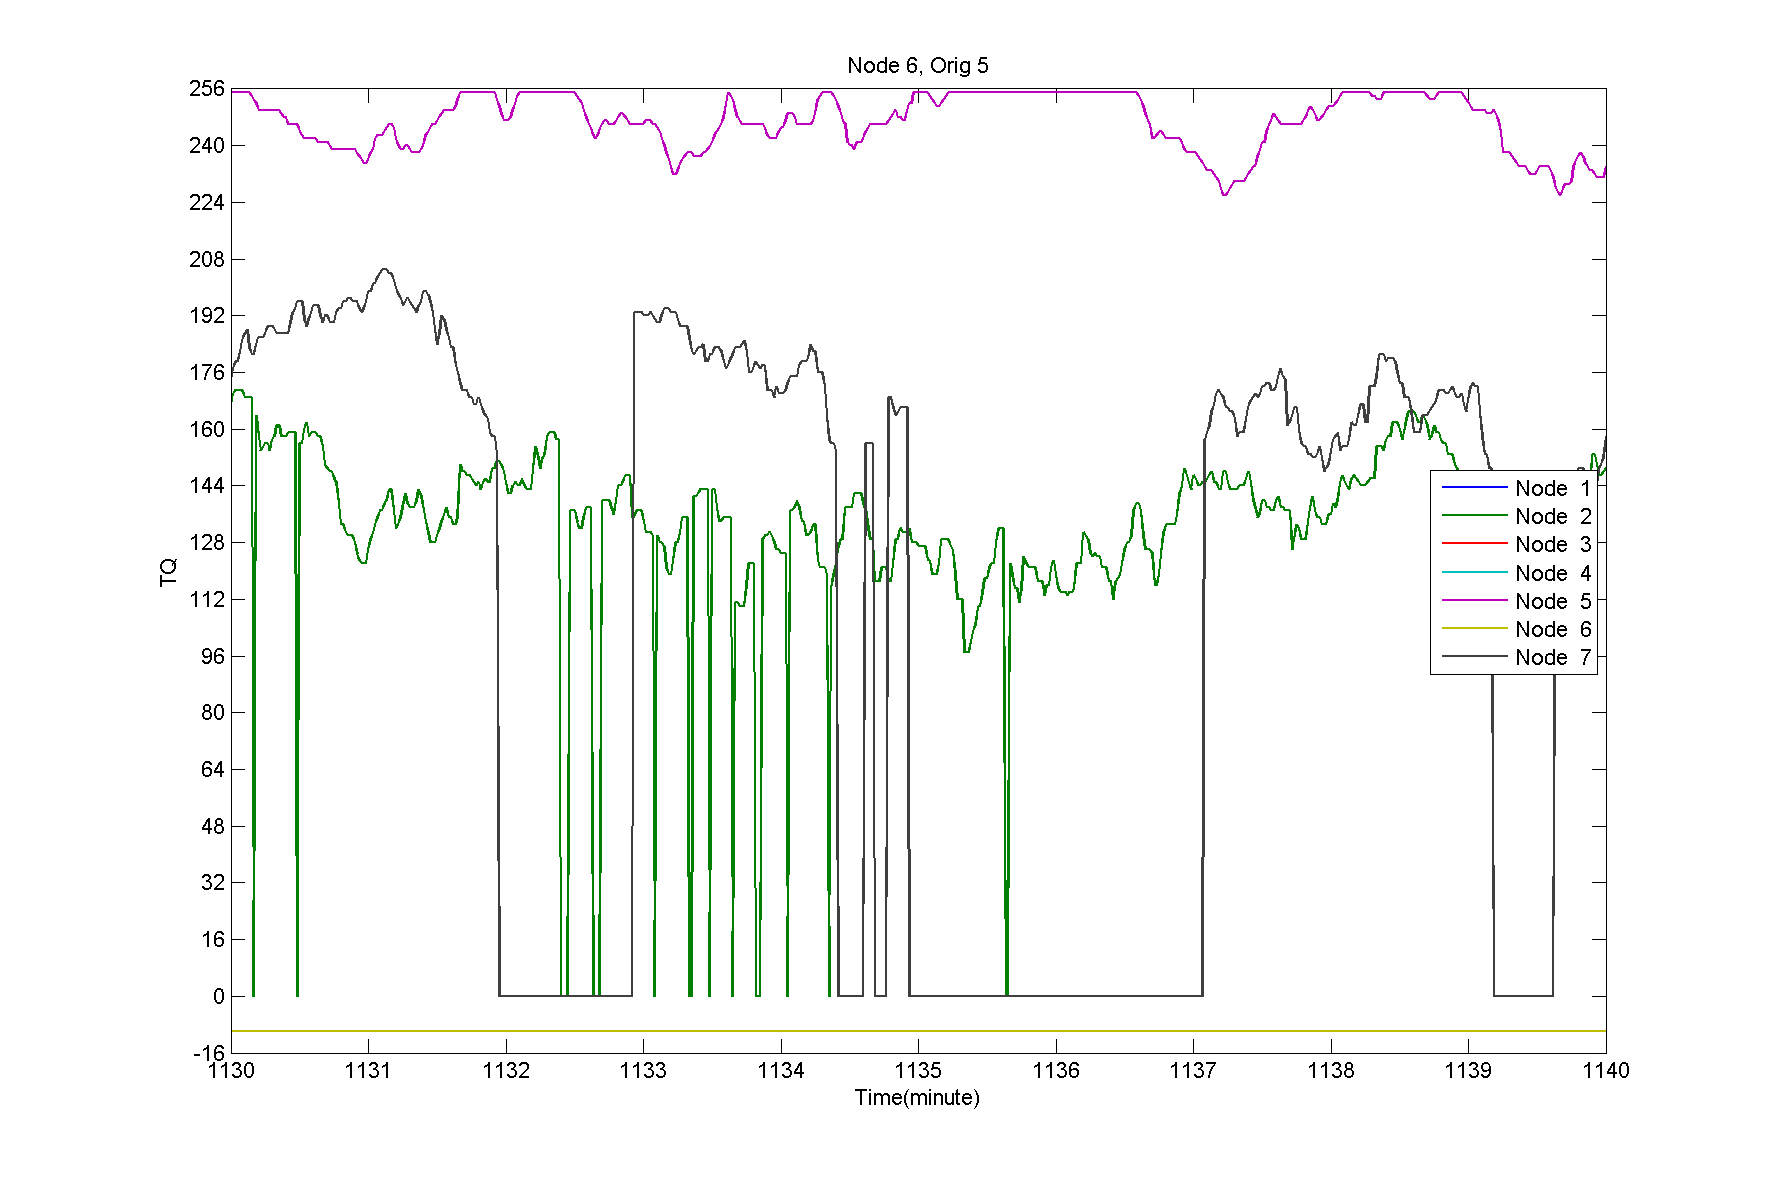 Node 6, Orig 5
256
240
224
208
192
176
160
144
128
112
96
80
64
48
32
16
0
-16
TQ
Node 1
Node 2
Node 3
Node 4
Node 5
Node 6
Node 7
1130 1131 1132 1133 1134 1135 1136 1137 1138 1139 1140
Time(minute)